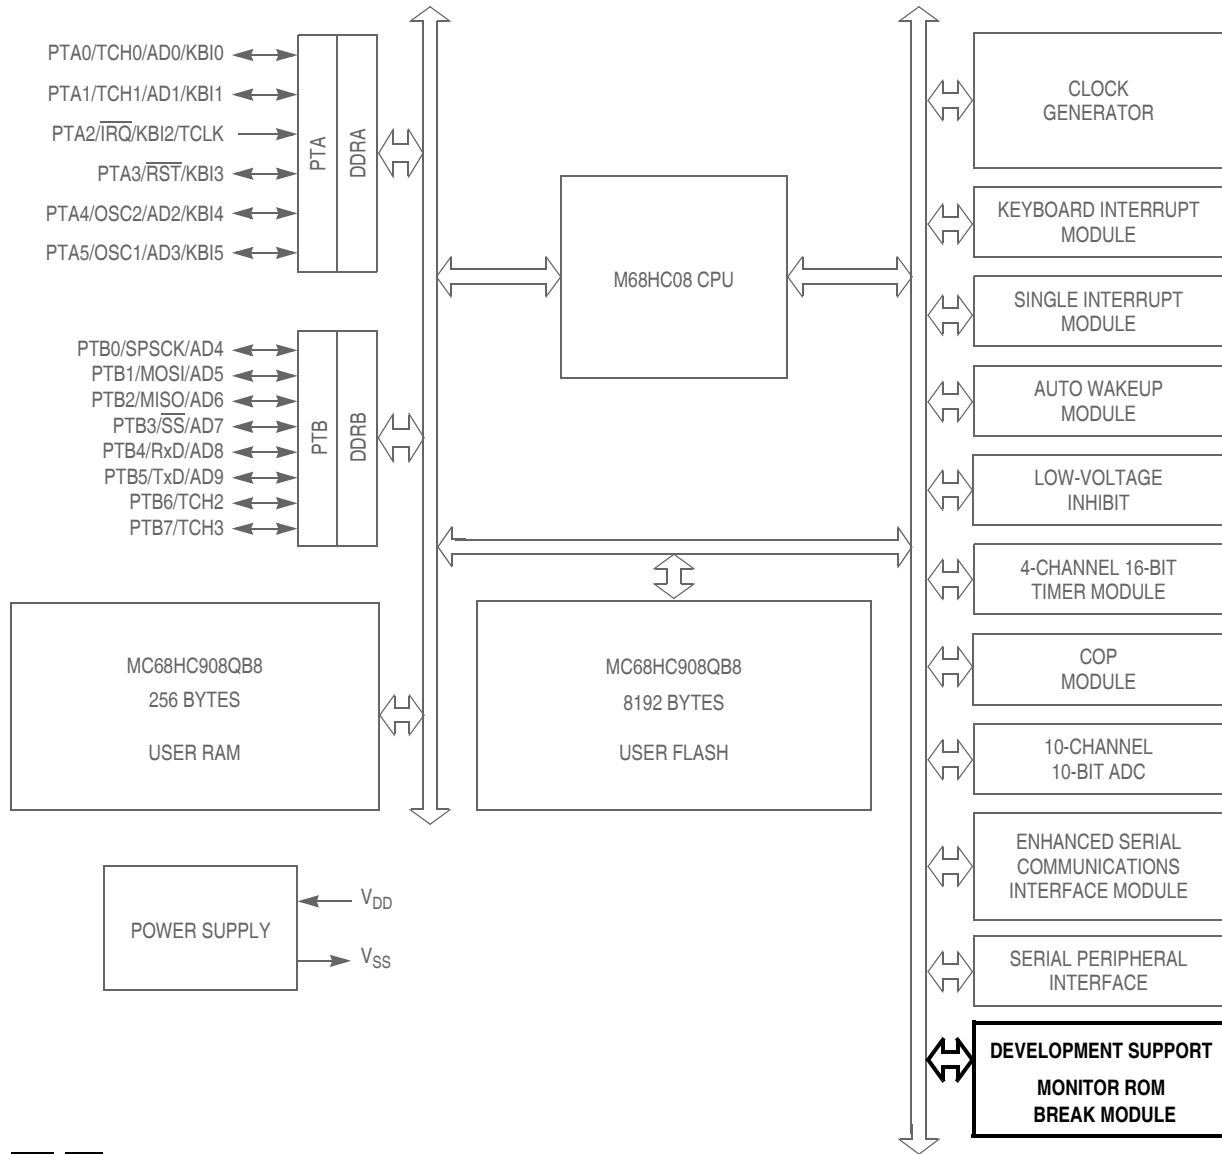 PTA0/TCH0/AD0/KBI0
PTA1/TCH1/AD1/KBI1
PTA2/IRQ/KBI2/TCLK
PTA3/RST/KBI3
PTA4/OSC2/AD2/KBI4
PTA5/OSC1/AD3/KBI5
PTA
DDRA
PTB0/SPSCK/AD4
PTB1/MOSI/AD5
PTB2/MISO/AD6
PTB3/SS/AD7
PTB4/RxD/AD8
PTB5/TxD/AD9
PTB6/TCH2
PTB7/TCH3
PTB
DDRB
M68HC08 CPU
MC68HC908QB8
256 BYTES
USER RAM
MC68HC908QB8
8192 BYTES
USER FLASH
POWER SUPPLY
VDD
VSS
CLOCK
GENERATOR
KEYBOARD INTERRUPT
MODULE
SINGLE INTERRUPT
MODULE
AUTO WAKEUP
MODULE
LOW-VOLTAGE
INHIBIT
4-CHANNEL 16-BIT
TIMER MODULE
COP
MODULE
10-CHANNEL
10-BIT ADC
ENHANCED SERIAL
COMMUNICATIONS
INTERFACE MODULE
SERIAL PERIPHERAL
INTERFACE
DEVELOPMENT SUPPORT
MONITOR ROM
BREAK MODULE